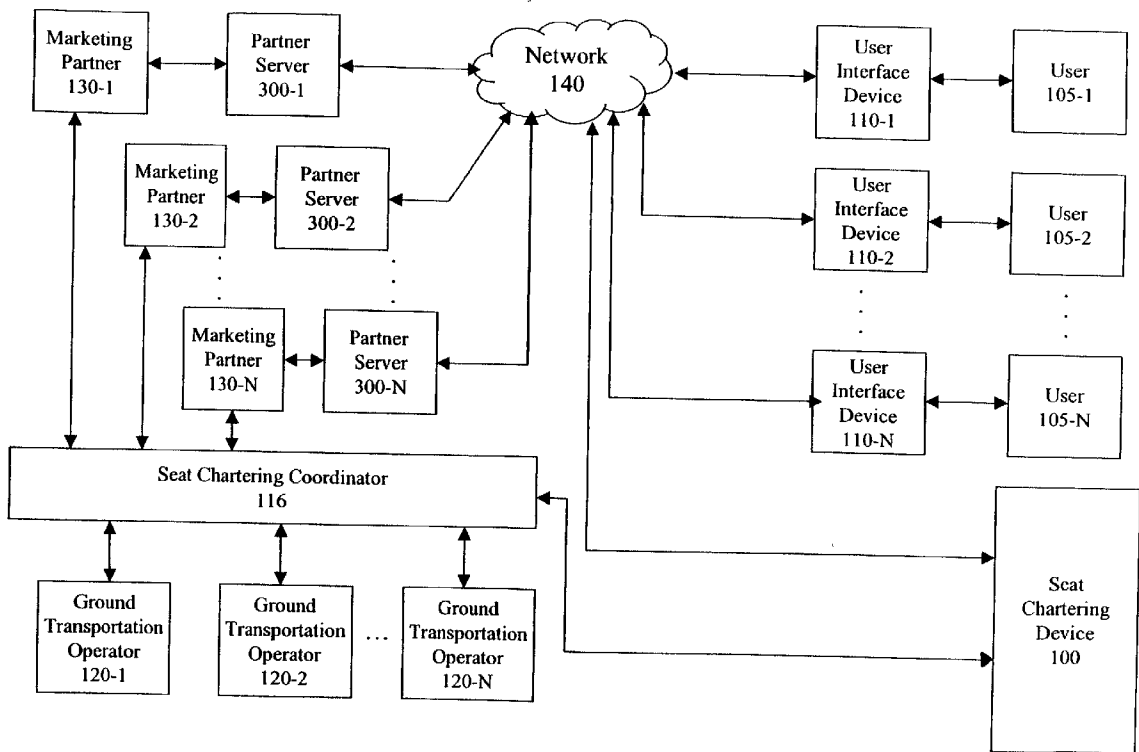 Marketing
Partner
130-1
Partner
Server
300-1
Network
140
User
Interface
Device
110-1
User
105-1
Marketing
Partner
130-2
Partner
Server
300-2
User
Interface
Device
110-2
User
105-2
Marketing
Partner
130-N
Partner
Server
300-N
User
Interface
Device
110-N
User
105-N
Seat Chartering Coordinator
116
Ground
Transportation
Operator
120-1
Ground
Transportation
Operator
120-2
...
Ground
Transportation
Operator
120-N
Seat
Chartering
Device
100